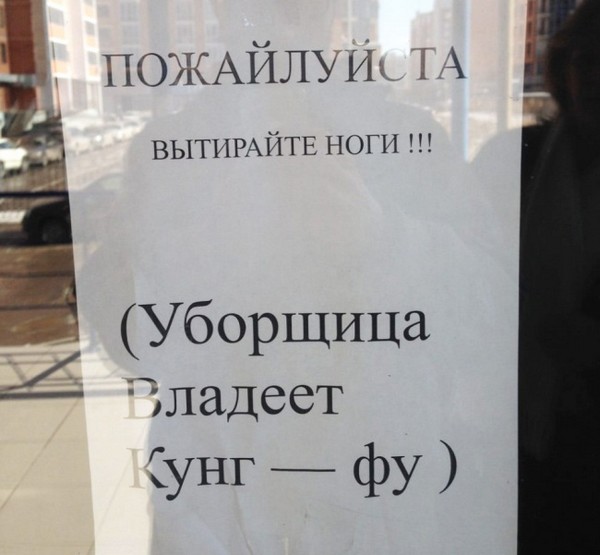 ПОЖАЙЛУЙСТА
ВЫТИРАЙТЕ НОГИ !!!
(Уборщица
Владеет
Кунг — фу )